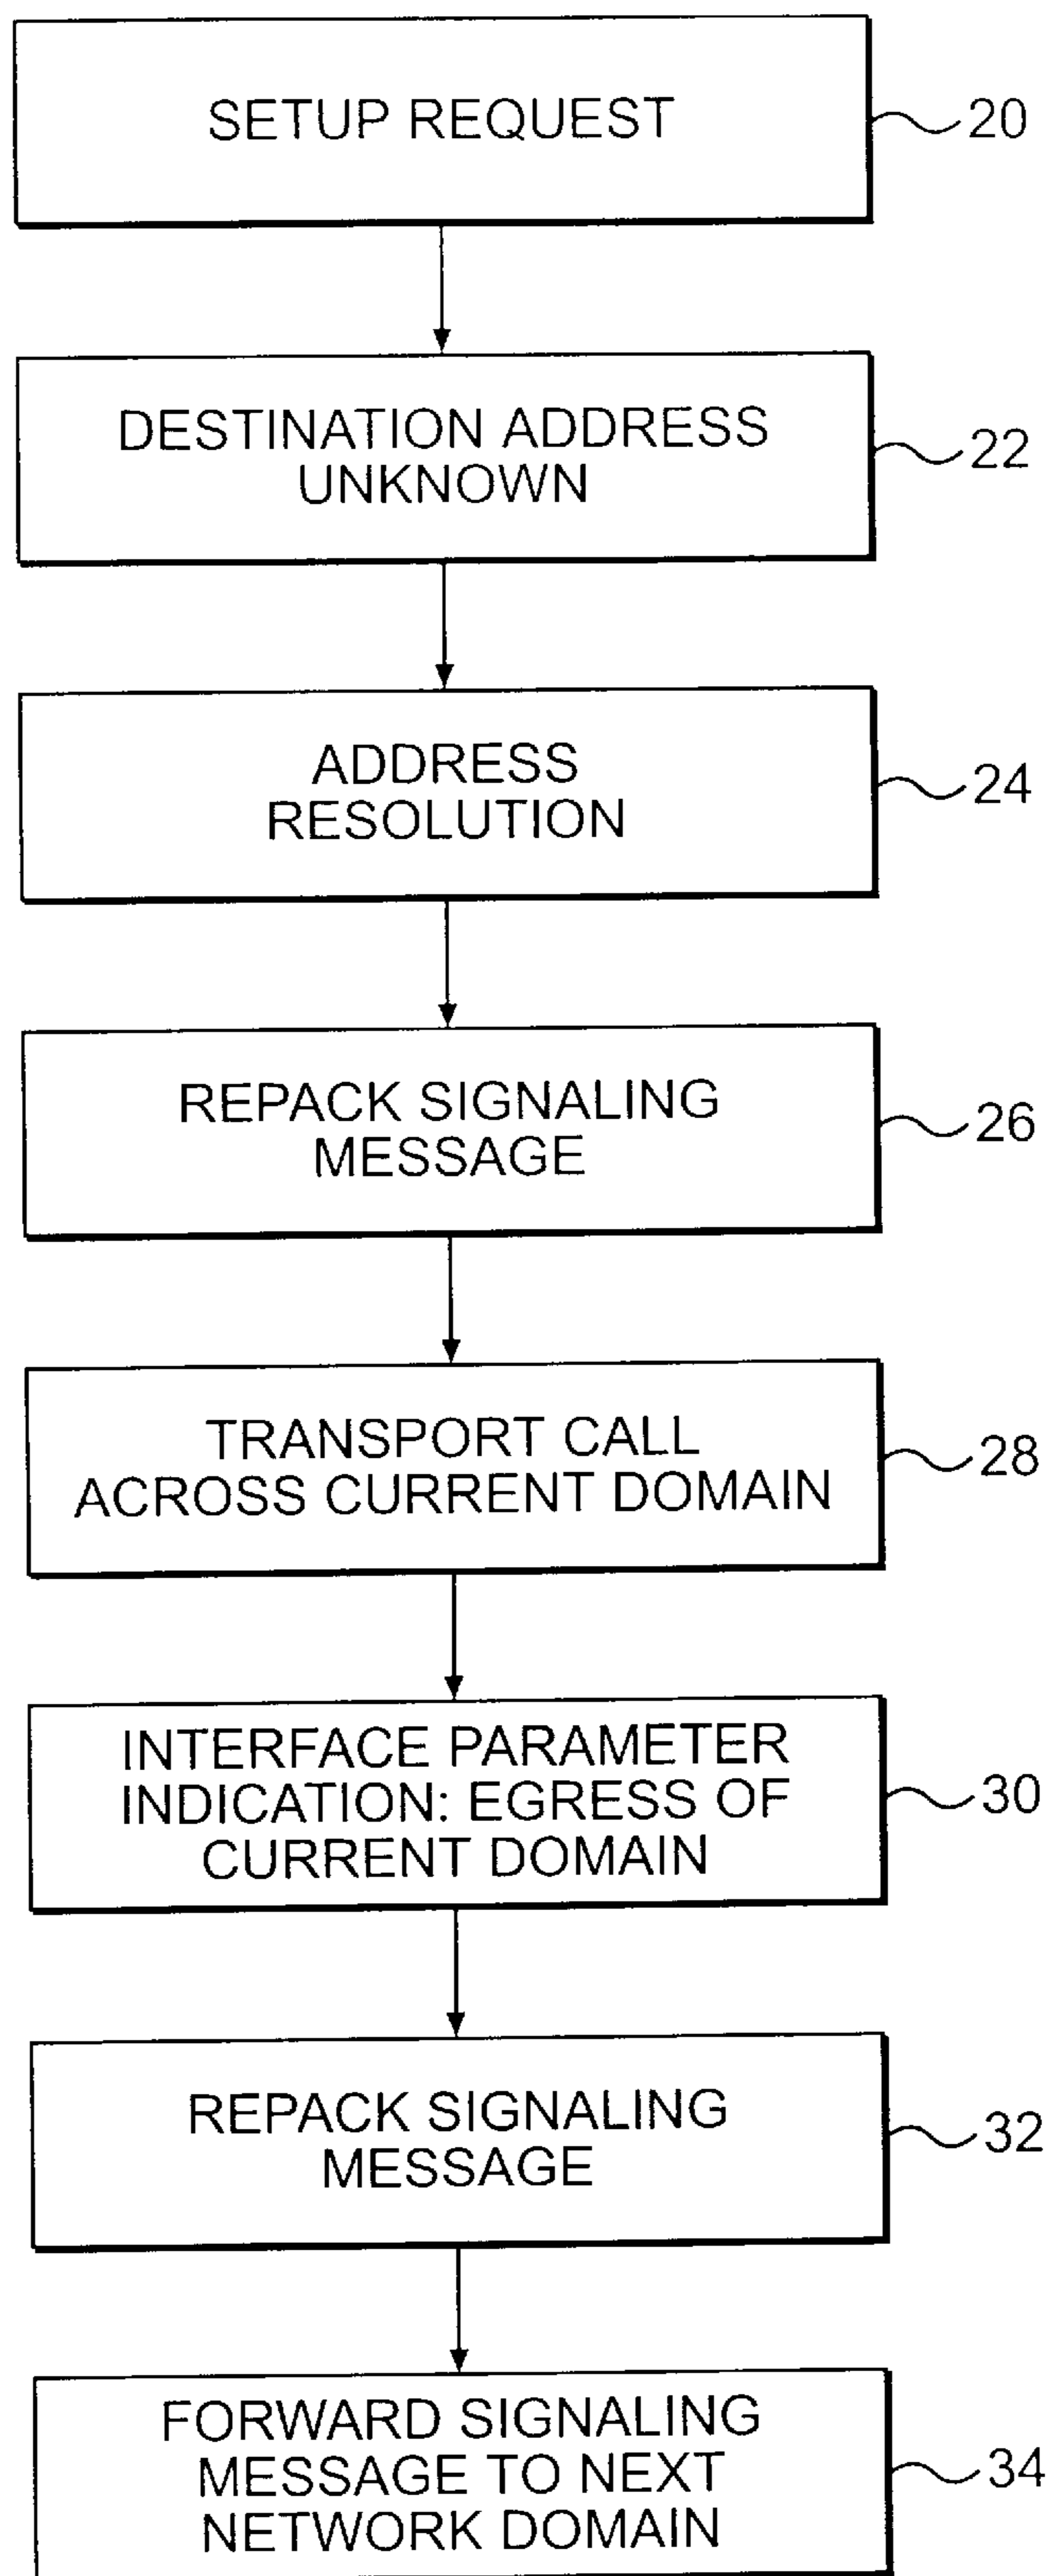 SETUP REQUEST
20
DESTINATION ADDRESS
UNKNOWN
22
ADDRESS
RESOLUTION
24
REPACK SIGNALING
MESSAGE
26
TRANSPORT CALL
ACROSS CURRENT DOMAIN
28
INTERFACE PARAMETER
INDICATION: EGRESS OF
CURRENT DOMAIN
30
REPACK SIGNALING
MESSAGE
32
FORWARD SIGNALING
MESSAGE TO NEXT
NETWORK DOMAIN
34